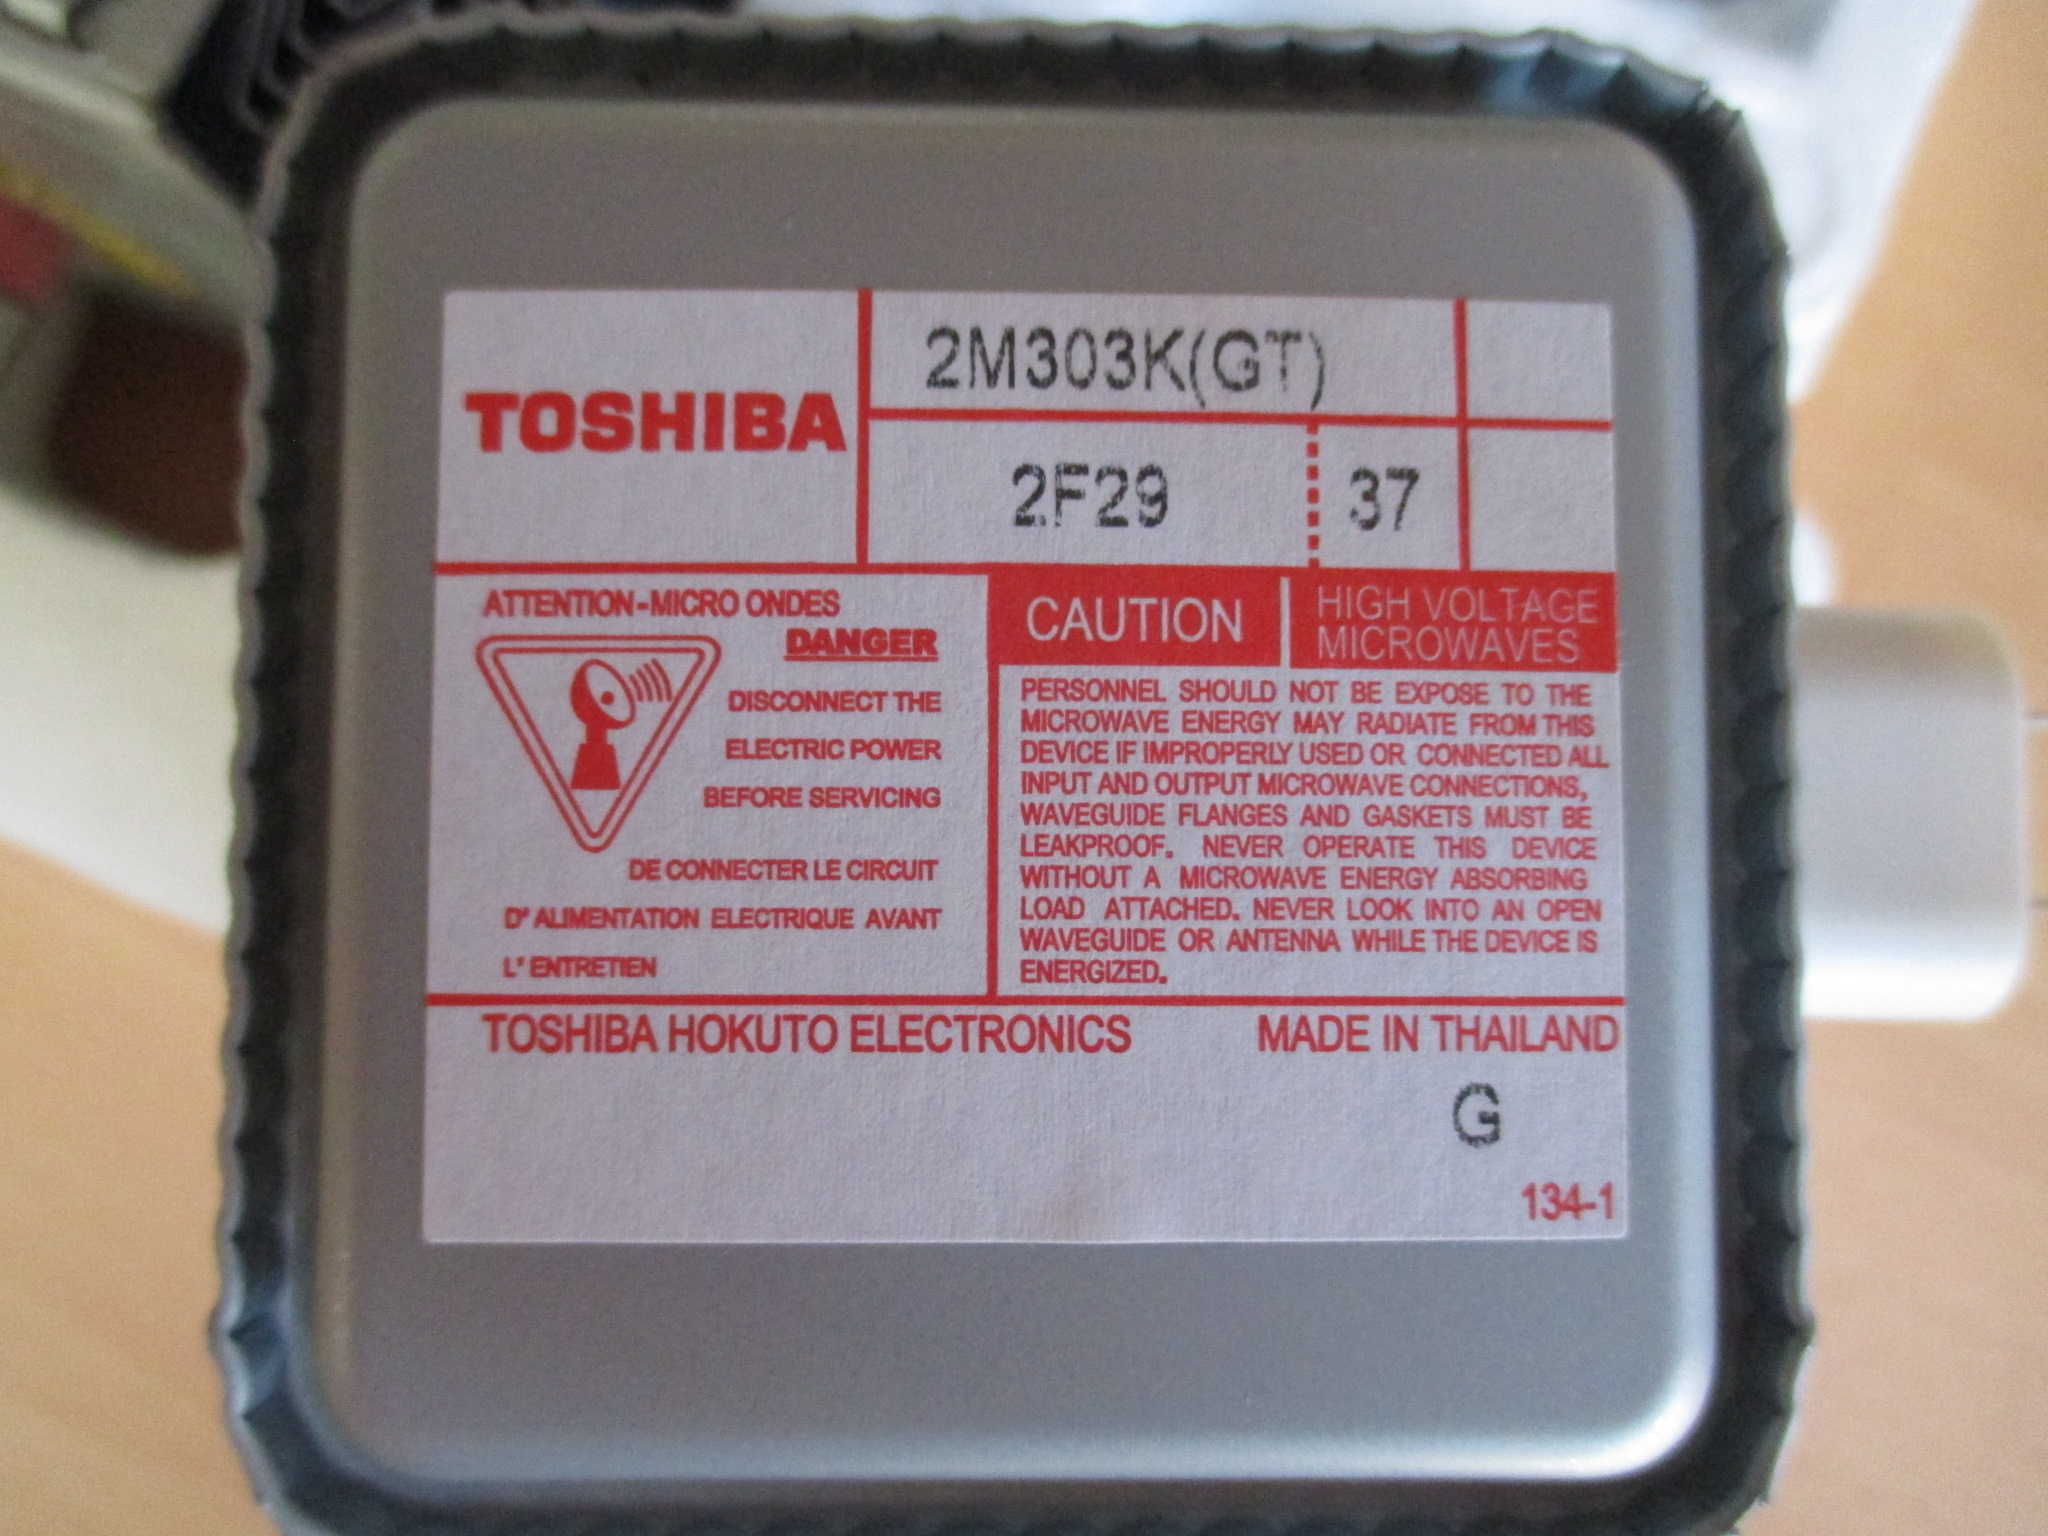 TOSHIBA
2M303K(GT)
2F29 37
ATTENTION-MICRO ONDES
DANGER
DISCONNECT THE
ELECTRIC POWER
BEFORE SERVICING
DE CONNECTER LE CIRCUIT
D' ALIMENTATION ELECTRIQUE AVANT
L' ENTRETIEN
CAUTION
HIGH VOLTAGE
MICROWAVES
PERSONNEL SHOULD NOT BE EXPOSE TO THE
MICROWAVE ENERGY MAY RADIATE FROM THIS
DEVICE IF IMPROPERLY USED OR CONNECTED ALL
INPUT AND OUTPUT MICROWAVE CONNECTIONS,
WAVEGUIDE FLANGES AND GASKETS MUST BE
LEAKPROOF. NEVER OPERATE THIS DEVICE
WITHOUT A MICROWAVE ENERGY ABSORBING
LOAD ATTACHED. NEVER LOOK INTO AN OPEN
WAVEGUIDE OR ANTENNA WHILE THE DEVICE IS
ENERGIZED.
TOSHIBA HOKUTO ELECTRONICS MADE IN THAILAND
G
134-1